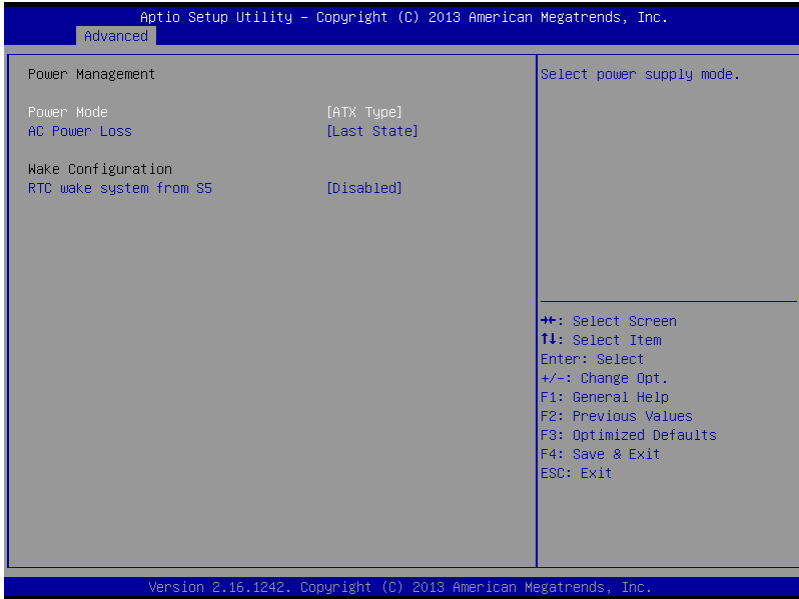 Aptio Setup Utility – Copyright (C) 2013 American Megatrends, Inc.
Advanced
Power Management
Power Mode [ATX Type]
AC Power Loss [Last State]
Wake Configuration
RTC wake system from S5 [Disabled]
Select power supply mode.
→←: Select Screen
↑↓: Select Item
Enter: Select
+/-: Change Opt.
F1: General Help
F2: Previous Values
F3: Optimized Defaults
F4: Save & Exit
ESC: Exit
Version 2.16.1242. Copyright (C) 2013 American Megatrends, Inc.